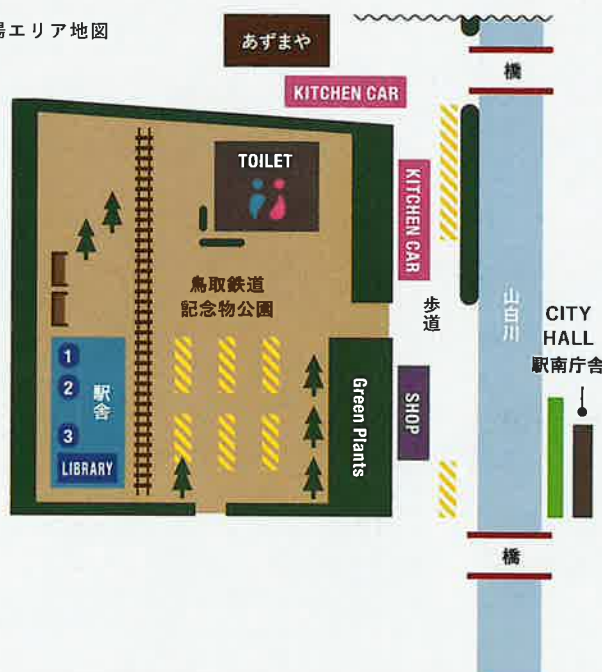 場エリア地図
あずまや
橋
KITCHEN CAR
TOILET
KITCHEN CAR
鳥取鉄道
記念物公園
歩道
山白川
CITY
HALL
駅南庁舎
1
2
3
駅舎
LIBRARY
Green Plants
SHOP
橋